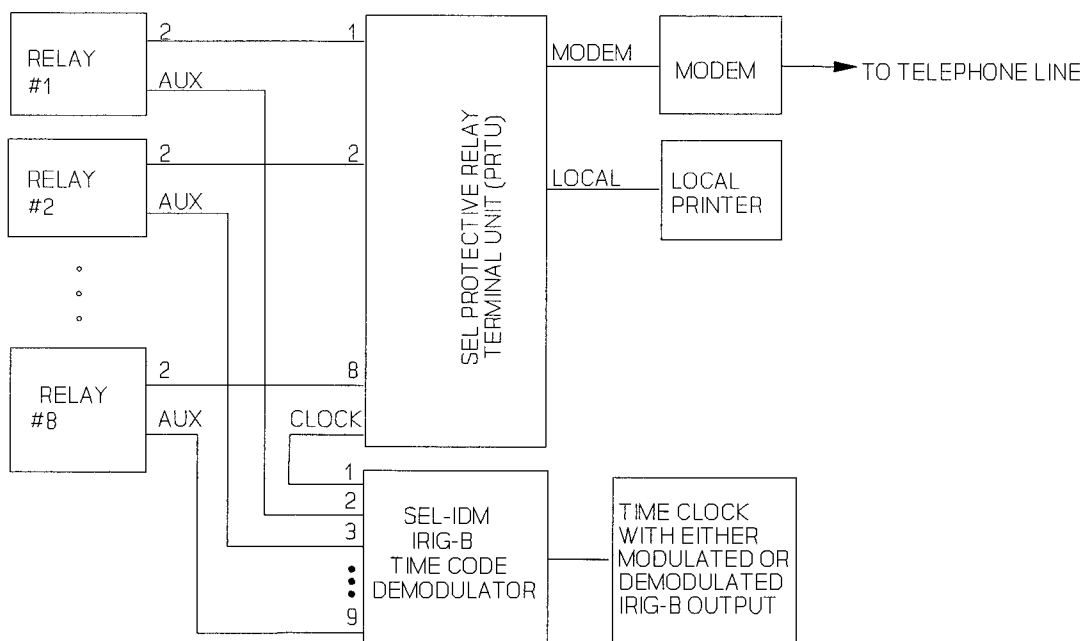 RELAY
#1
2
AUX
1
RELAY
#2
2
AUX
2
RELAY
#8
2
AUX
8
CLOCK
SEL PROTECTIVE RELAY
TERMINAL UNIT (PRTU)
MODEM
MODEM
TO TELEPHONE LINE
LOCAL
LOCAL
PRINTER
1
2
3
9
SEL-IDM
IRIG-B
TIME CODE
DEMODULATOR
TIME CLOCK
WITH EITHER
MODULATED OR
DEMODULATED
IRIG-B OUTPUT